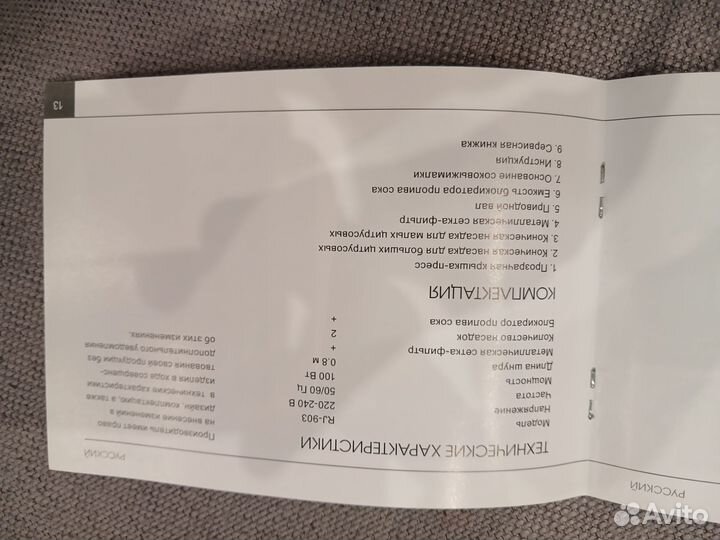 РУССКИЙ
ТЕХНИЧЕСКИЕ ХАРАКТЕРИСТИКИ
Модель RJ-903
Напряжение 220-240 В
Частота 50/60 Гц
Мощность 100 Вт
Длина шнура 0.8 м
Металлическая сетка-фильтр +
Количество насадок 2
Блокиратор пролива сока +
КОМПЛЕКТАЦИЯ
1. Прозрачная крышка-пресс
2. Коническая насадка для больших цитрусовых
3. Коническая насадка для малых цитрусовых
4. Металлическая сетка-фильтр
5. Приводной вал
6. Емкость блокиратора пролива сока
7. Основание соковыжималки
8. Инструкция
9. Сервисная книжка
РУССКИЙ
Производитель имеет право
на внесение изменений в
дизайн, комплектацию, а также
в технические характеристики
изделия в ходе совершенс-
твования своей продукции без
дополнительного уведомления
об этих изменениях.
13
Avito